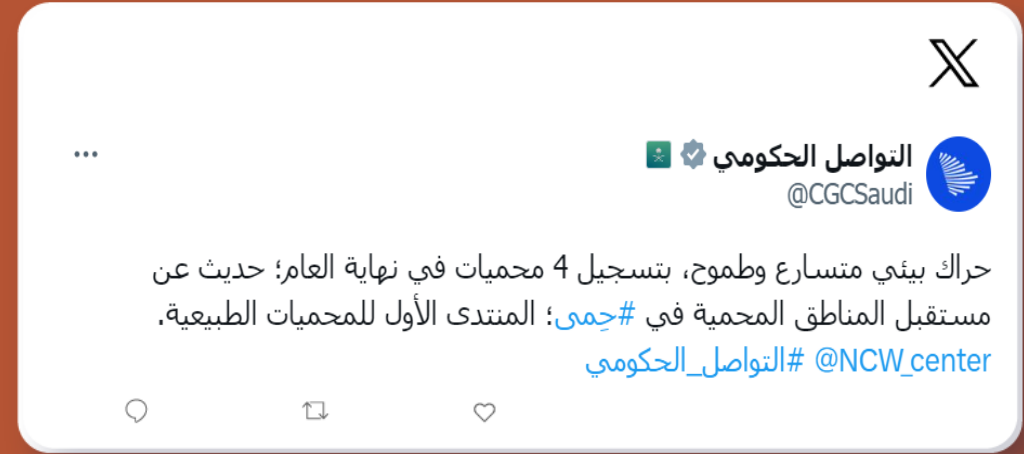 التواصل الحكومي
@CGCSaudi
حراك بيئي متسارع وطموح، بتسجيل 4 محميات في نهاية العام؛ حديث عن
مستقبل المناطق المحمية في #حِمى؛ المنتدى الأول للمحميات الطبيعية.
@NCW_center #التواصل_الحكومي